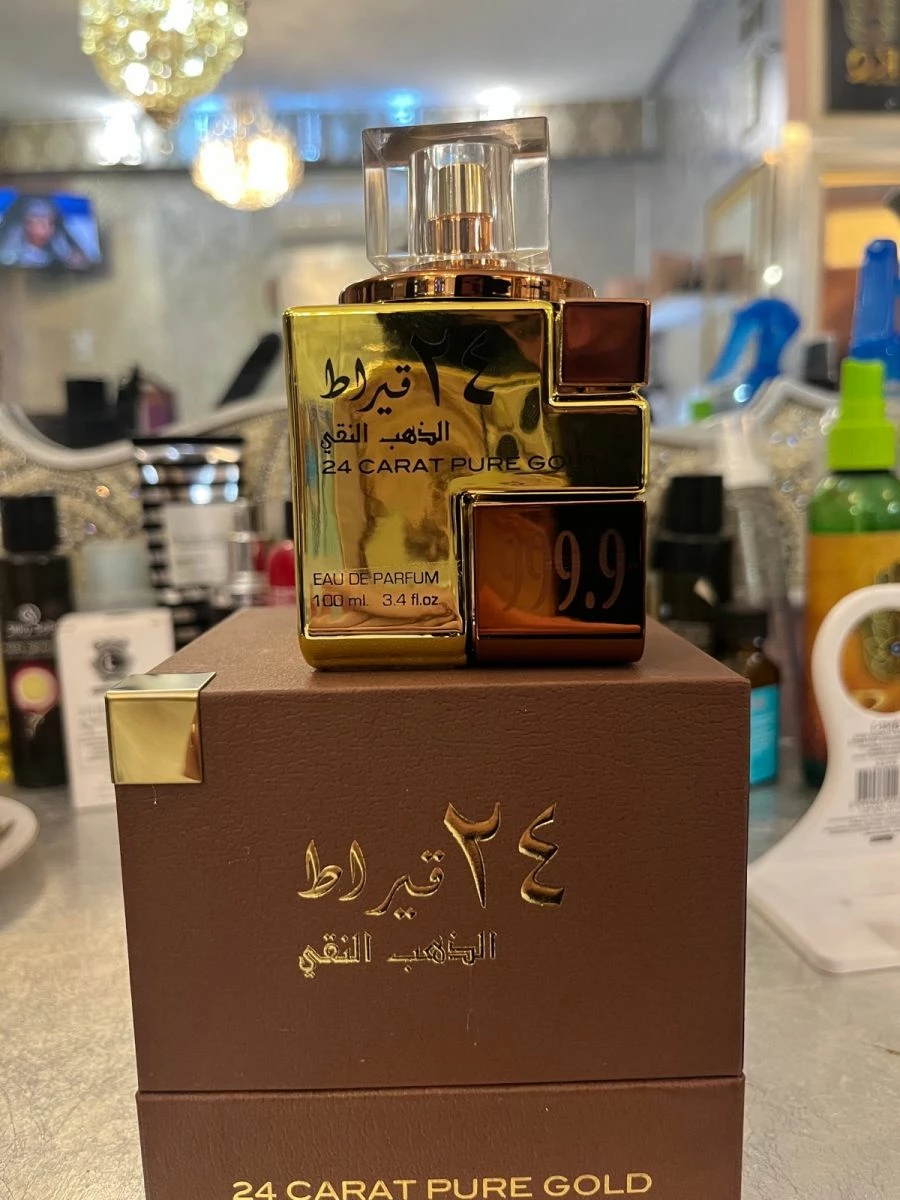 ٢٤ قيراط
الذهب النقي
24 CARAT PURE GOLD
EAU DE PARFUM
100 ml. 3.4 fl.oz
999.9
٢٤ قيراط
الذهب النقي
24 CARAT PURE GOLD